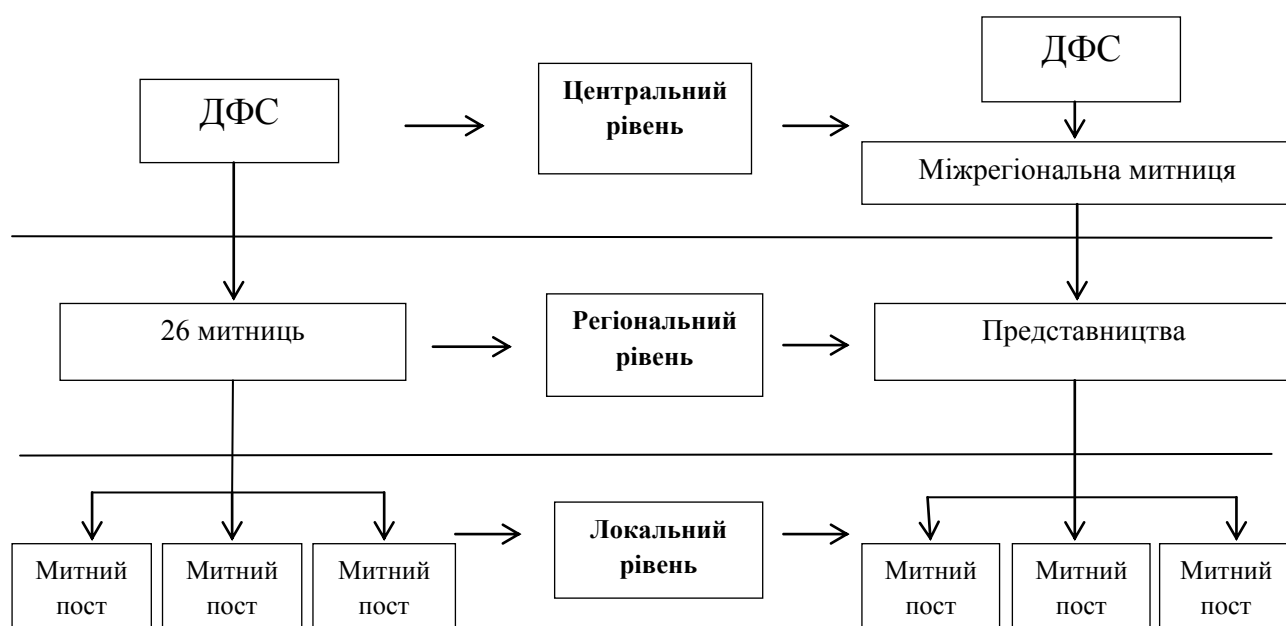 ДФС
Центральний
рівень
ДФС
Міжрегіональна митниця
26 митниць
Регіональний
рівень
Представництва
Митний
пост
Митний
пост
Митний
пост
Локальний
рівень
Митний
пост
Митний
пост
Митний
пост